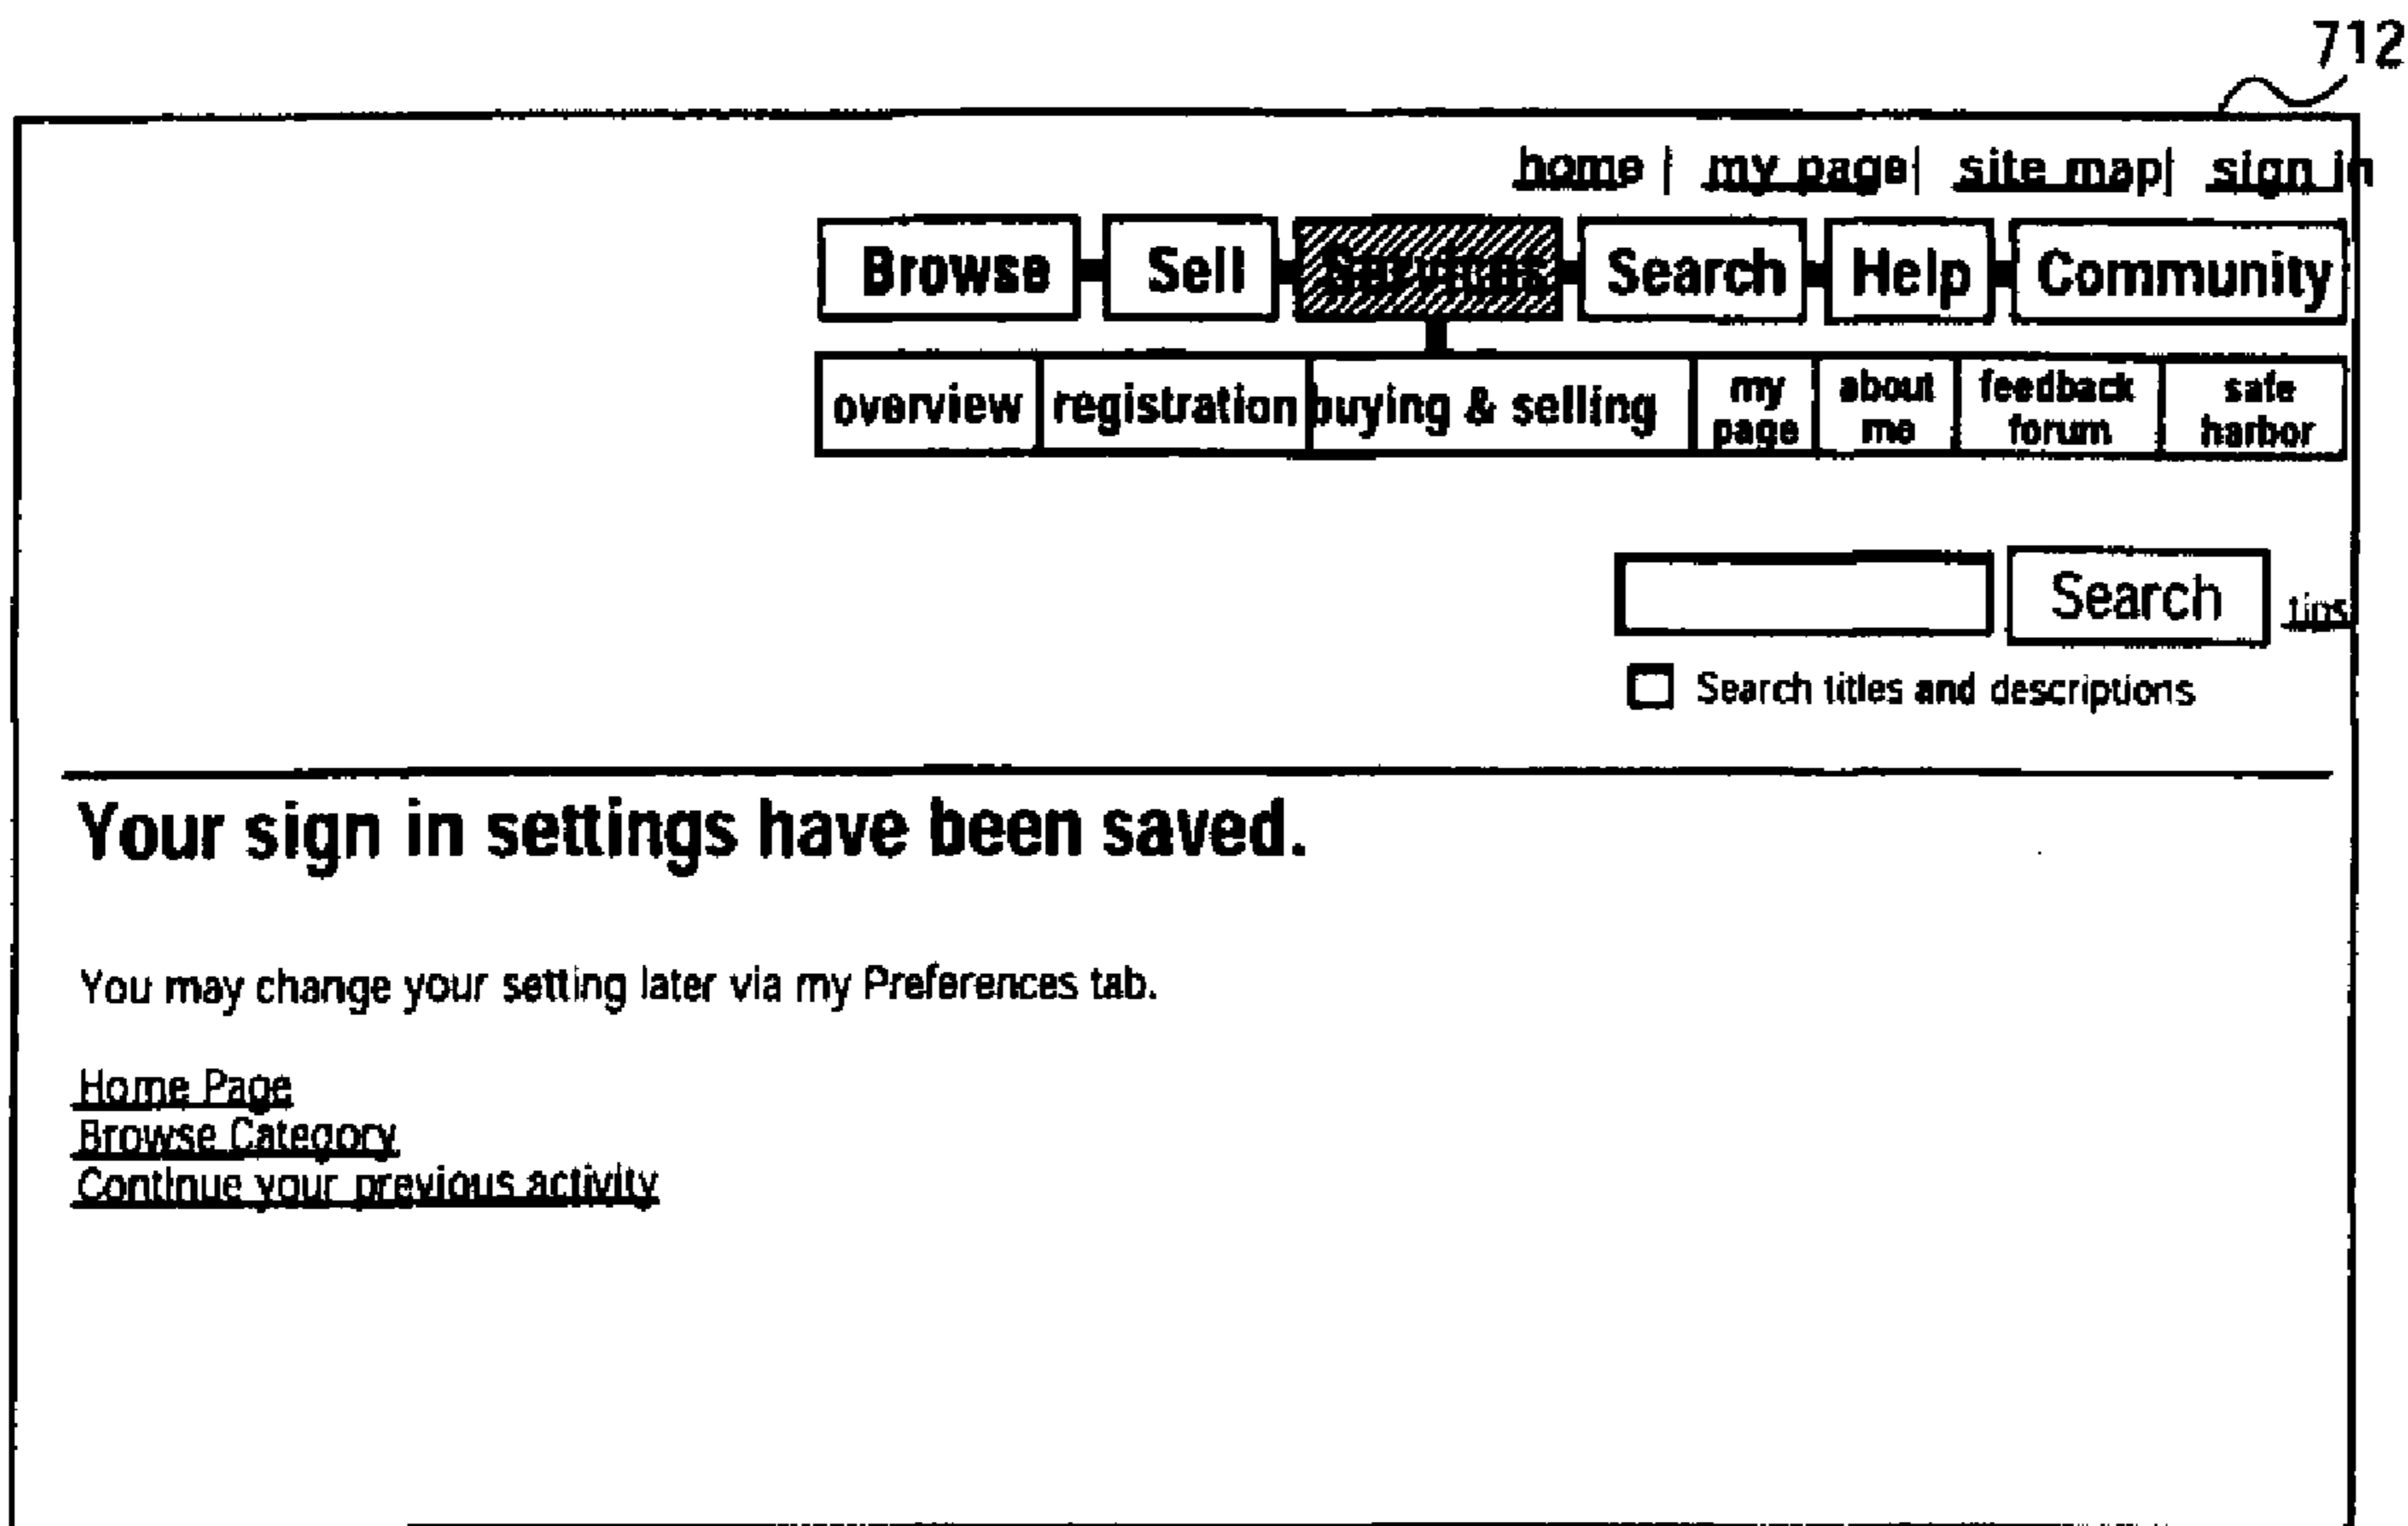 712
home | my page| site map| sign in
Browse Sell Services Search Help Community
overview registration buying & selling my page about me feedback forum safe harbor
Search tips
Search titles and descriptions
Your sign in settings have been saved.
You may change your setting later via my Preferences tab.
Home Page
Browse Category
Continue your previous activity